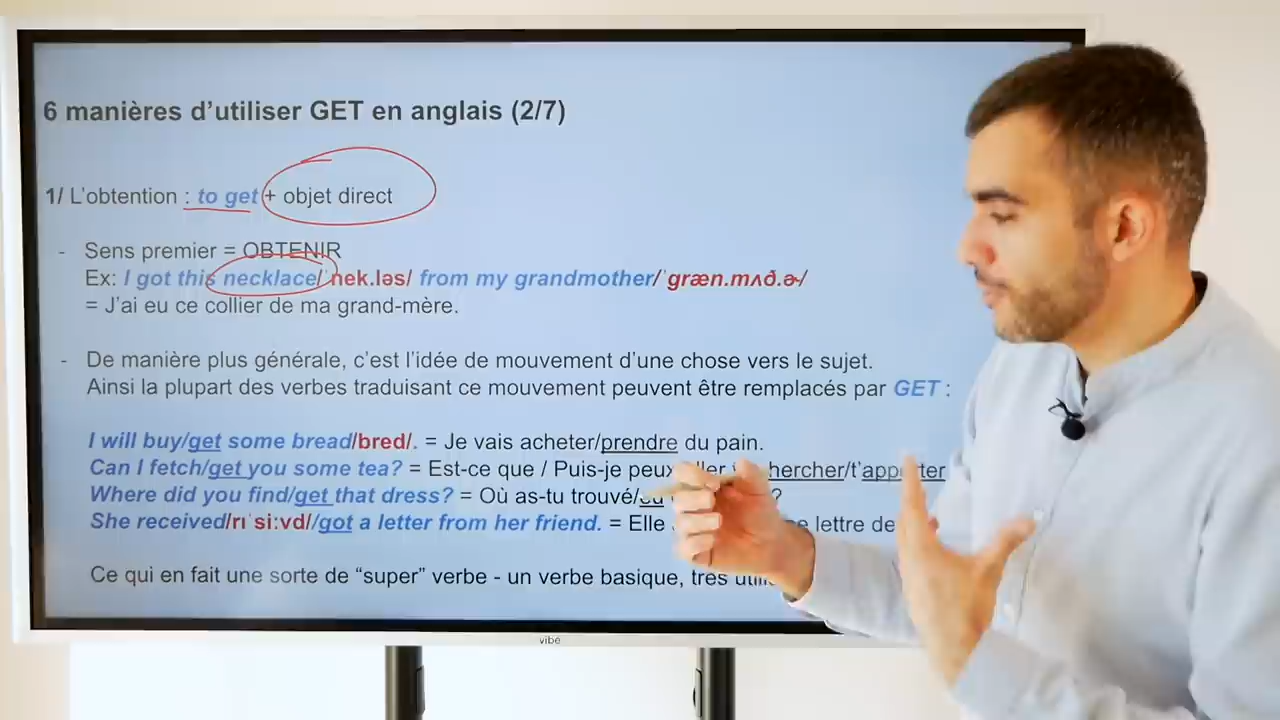 6 manières d’utiliser GET en anglais (2/7)
1/ L’obtention : to get + objet direct
- Sens premier = OBTENIR
Ex: I got this necklace/ˈnek.ləs/ from my grandmother/ˈɡræn.mʌð.ɚ/
= J’ai eu ce collier de ma grand-mère.
- De manière plus générale, c’est l’idée de mouvement d’une chose vers le sujet.
Ainsi la plupart des verbes traduisant ce mouvement peuvent être remplacés par GET :
I will buy/get some bread/bred/. = Je vais acheter/prendre du pain.
Can I fetch/get you some tea? = Est-ce que / Puis-je
Where did you find/get that dress? = Où as-tu trouvé/ ?
She received/rɪˈsiːvd//got a letter from her friend. = Elle lettre de
Ce qui en fait une sorte de “super” verbe - un verbe basique, très
vibe